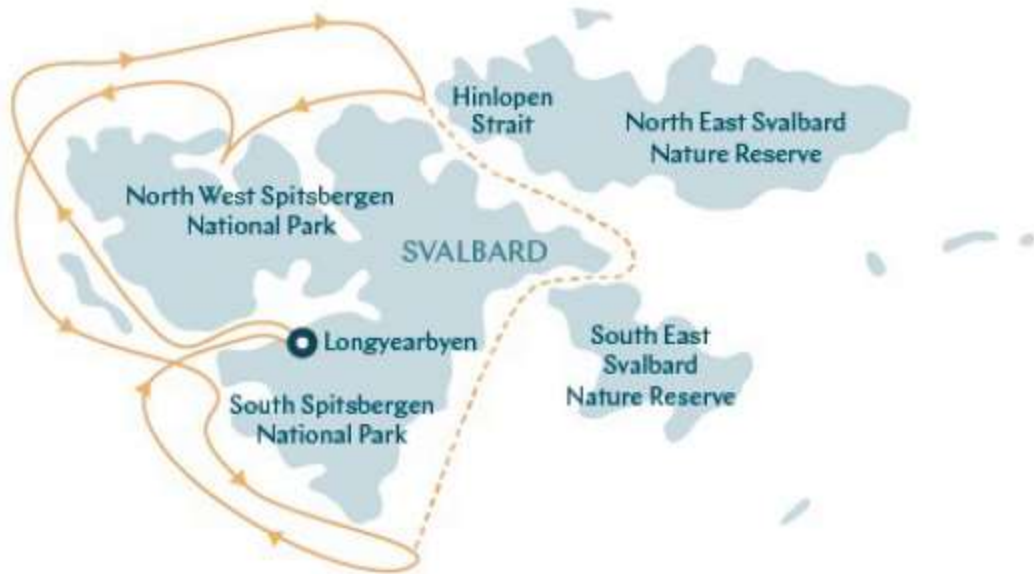 Hinlopen
Strait
North East Svalbard
Nature Reserve
North West Spitsbergen
National Park
SVALBARD
Longyearbyen
South East
Svalbard
Nature Reserve
South Spitsbergen
National Park